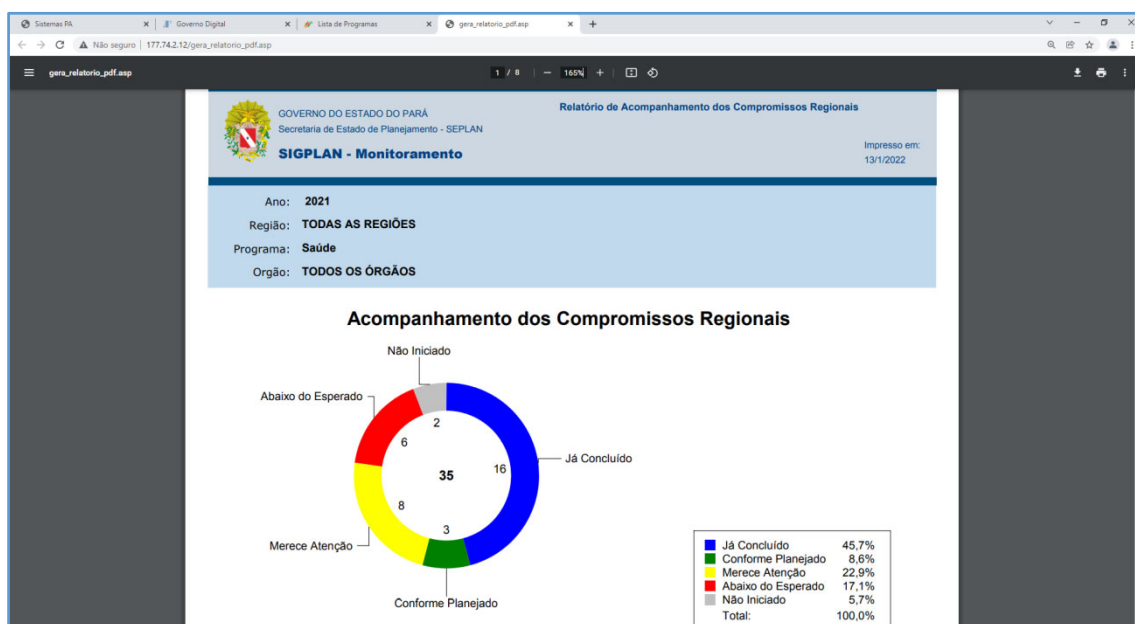 Sistemas PA
Governo Digital
Lista de Programas
gera_relatorio_pdf.asp
Não seguro
177.74.2.12/gera_relatorio_pdf.asp
gera_relatorio_pdf.asp
1 / 8
165%
GOVERNO DO ESTADO DO PARÁ
Secretaria de Estado de Planejamento - SEPLAN
SIGPLAN - Monitoramento
Relatório de Acompanhamento dos Compromissos Regionais
Impresso em:
13/1/2022
Ano: 2021
Região: TODAS AS REGIÕES
Programa: Saúde
Orgão: TODOS OS ÓRGÃOS
Acompanhamento dos Compromissos Regionais
Não Iniciado
Abaixo do Esperado
2
6
35
16
Já Concluído
8
3
Merece Atenção
Conforme Planejado
Já Concluído 45,7%
Conforme Planejado 8,6%
Merece Atenção 22,9%
Abaixo do Esperado 17,1%
Não Iniciado 5,7%
Total: 100,0%